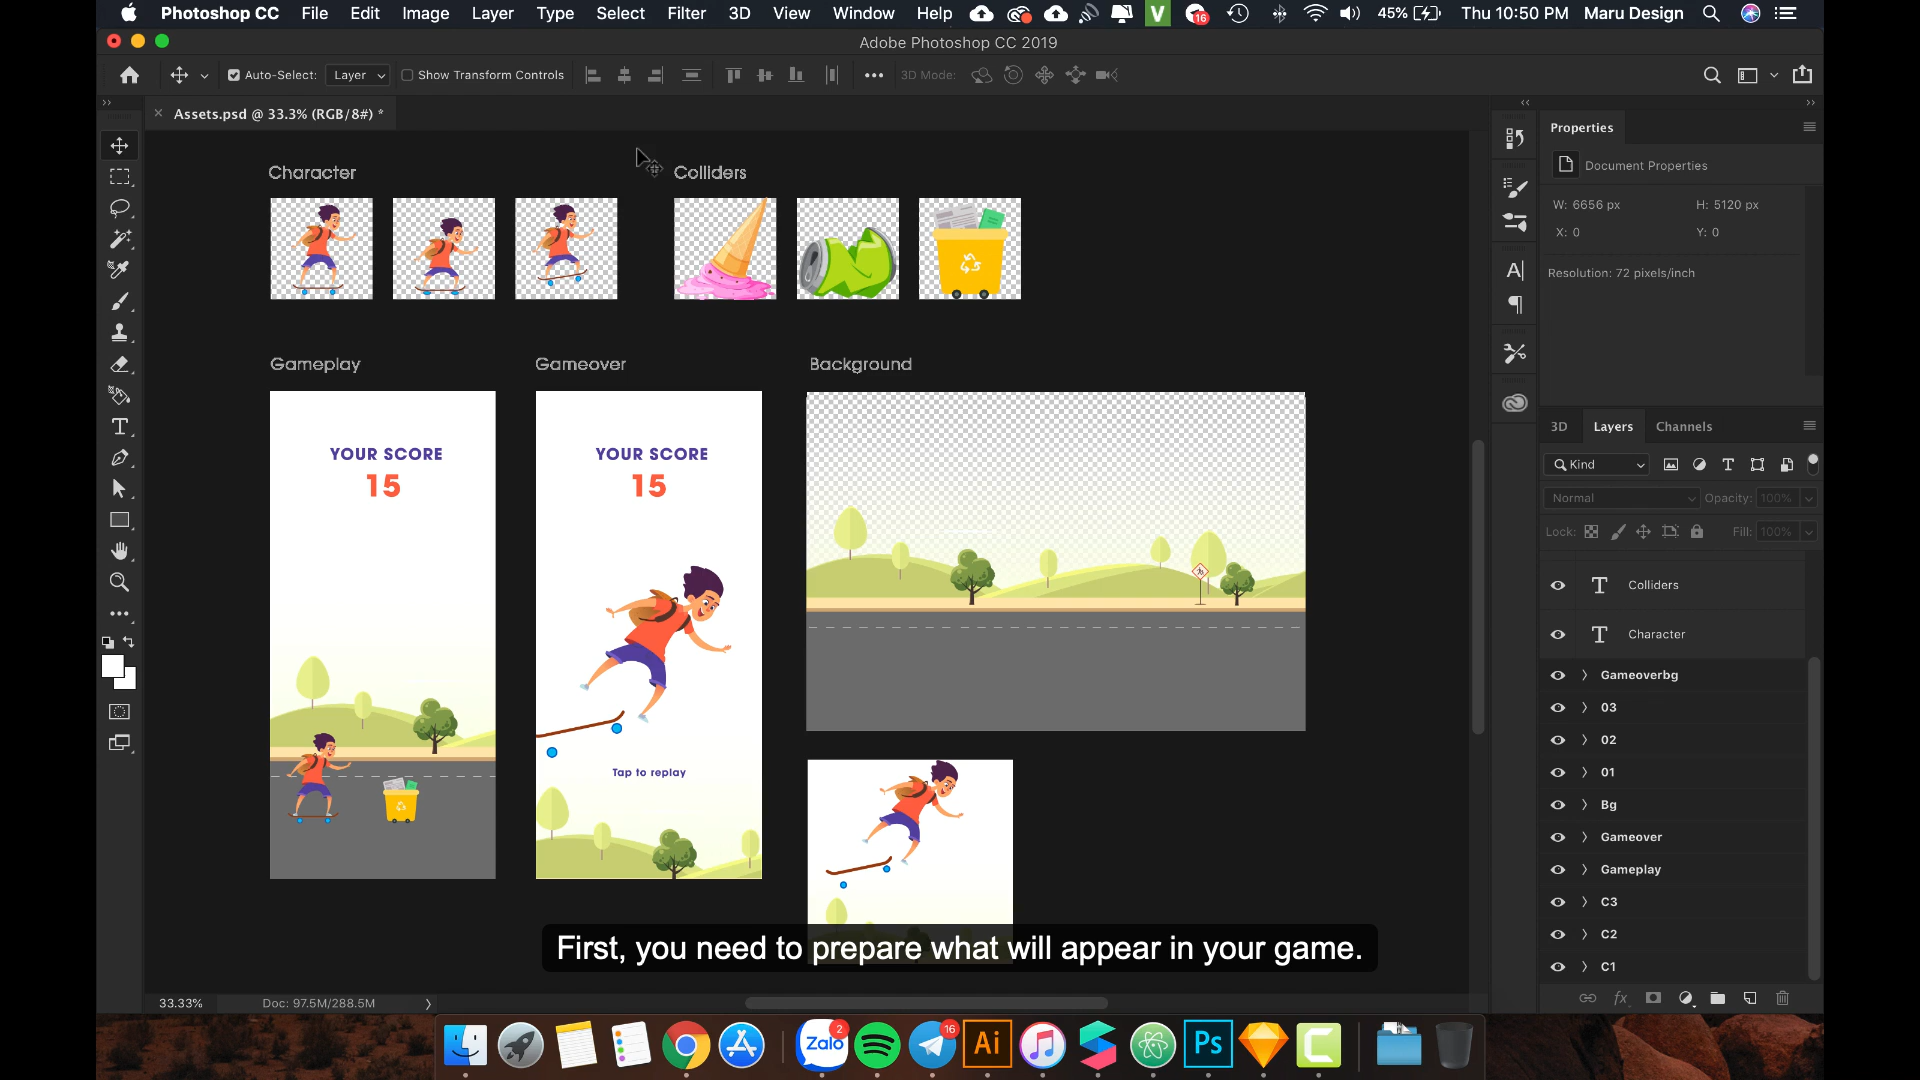 Photoshop CC File Edit Image Layer Type Select Filter 3D View Window Help V 16 45% Thu 10:50 PM Maru Design
Adobe Photoshop CC 2019
Auto-Select: Layer Show Transform Controls 3D Mode:
Assets.psd @ 33.3% (RGB/8#) *
Properties
Document Properties
W: 6656 px H: 5120 px
X: 0 Y: 0
Resolution: 72 pixels/inch
Character Colliders
Gameplay Gameover Background
YOUR SCORE
15
YOUR SCORE
15
Tap to replay
3D Layers Channels
Kind
Normal Opacity: 100%
Lock: Fill: 100%
T Colliders
T Character
Gameoverbg
03
02
01
Bg
Gameover
Gameplay
C3
C2
C1
fx
First, you need to prepare what will appear in your game.
33.33% Doc: 97.5M/288.5M
Zalo 2 16 Ai Ps C